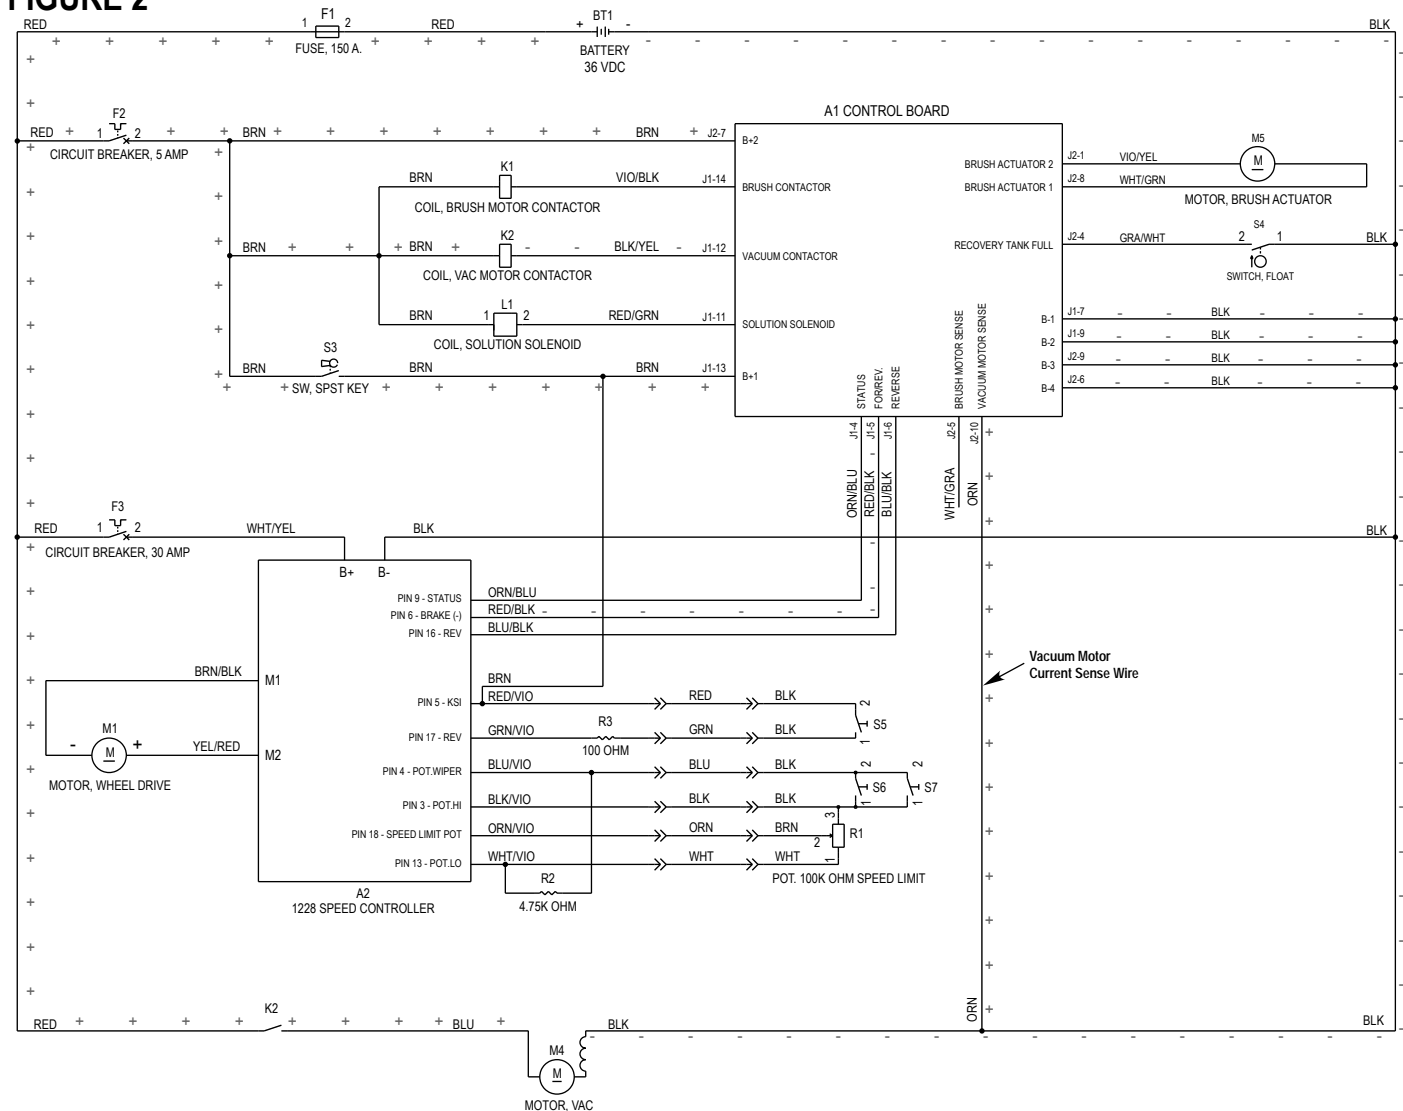 FIGURE 2
RED
F1
1 2
FUSE, 150 A.
RED
BT1
+ -
BATTERY
36 VDC
BLK
RED
F2
1 2
CIRCUIT BREAKER, 5 AMP
BRN
BRN
J2-7
A1 CONTROL BOARD
B+2
BRN
K1
VIO/BLK
J1-14
BRUSH CONTACTOR
COIL, BRUSH MOTOR CONTACTOR
BRN
BRN
K2
BLK/YEL
J1-12
VACUUM CONTACTOR
COIL, VAC MOTOR CONTACTOR
BRN
L1
1 2
RED/GRN
J1-11
SOLUTION SOLENOID
COIL, SOLUTION SOLENOID
BRN
S3
BRN
BRN
J1-13
B+1
SW, SPST KEY
BRUSH ACTUATOR 2
J2-1
VIO/YEL
M5
M
BRUSH ACTUATOR 1
J2-8
WHT/GRN
MOTOR, BRUSH ACTUATOR
RECOVERY TANK FULL
J2-4
GRA/WHT
S4
2 1
BLK
SWITCH, FLOAT
B-1
J1-7
BLK
B-2
J1-9
BLK
B-3
J2-9
BLK
B-4
J2-6
BLK
STATUS
FOR/REV.
REVERSE
BRUSH MOTOR SENSE
VACUUM MOTOR SENSE
J1-4
J1-5
J1-6
J2-5
J2-10
ORN/BLU
RED/BLK
BLU/BLK
WHT/GRA
ORN
RED
F3
1 2
CIRCUIT BREAKER, 30 AMP
WHT/YEL
BLK
BLK
B+
B-
PIN 9 - STATUS
ORN/BLU
PIN 6 - BRAKE (-)
RED/BLK
PIN 16 - REV
BLU/BLK
BRN/BLK
M1
BRN
PIN 5 - KSI
RED/VIO
RED
BLK
2
S5
1
PIN 17 - REV
GRN/VIO
R3
100 OHM
GRN
BLK
M1
- M +
MOTOR, WHEEL DRIVE
YEL/RED
M2
PIN 4 - POT.WIPER
BLU/VIO
BLU
BLK
2
S6
1
2
S7
1
PIN 3 - POT.HI
BLK/VIO
BLK
BLK
PIN 18 - SPEED LIMIT POT
ORN/VIO
ORN
BRN
3
2
R1
1
PIN 13 - POT.LO
WHT/VIO
WHT
WHT
POT. 100K OHM SPEED LIMIT
R2
4.75K OHM
A2
1228 SPEED CONTROLLER
Vacuum Motor
Current Sense Wire
RED
K2
BLU
BLK
ORN
BLK
M4
M
MOTOR, VAC